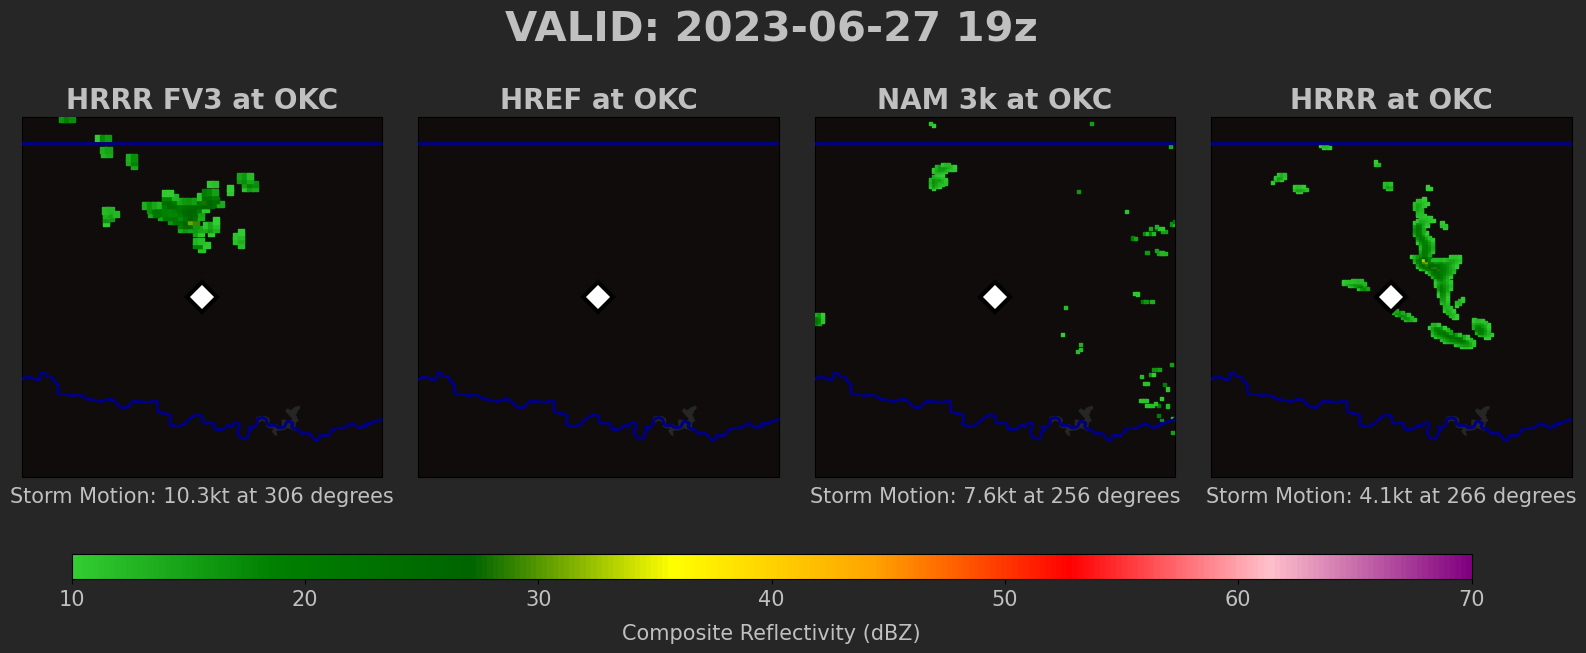 VALID: 2023-06-27 19z
HRRR FV3 at OKC
HREF at OKC
NAM 3k at OKC
HRRR at OKC
Storm Motion: 10.3kt at 306 degrees
Storm Motion: 7.6kt at 256 degrees
Storm Motion: 4.1kt at 266 degrees
10 20 30 40 50 60 70
Composite Reflectivity (dBZ)